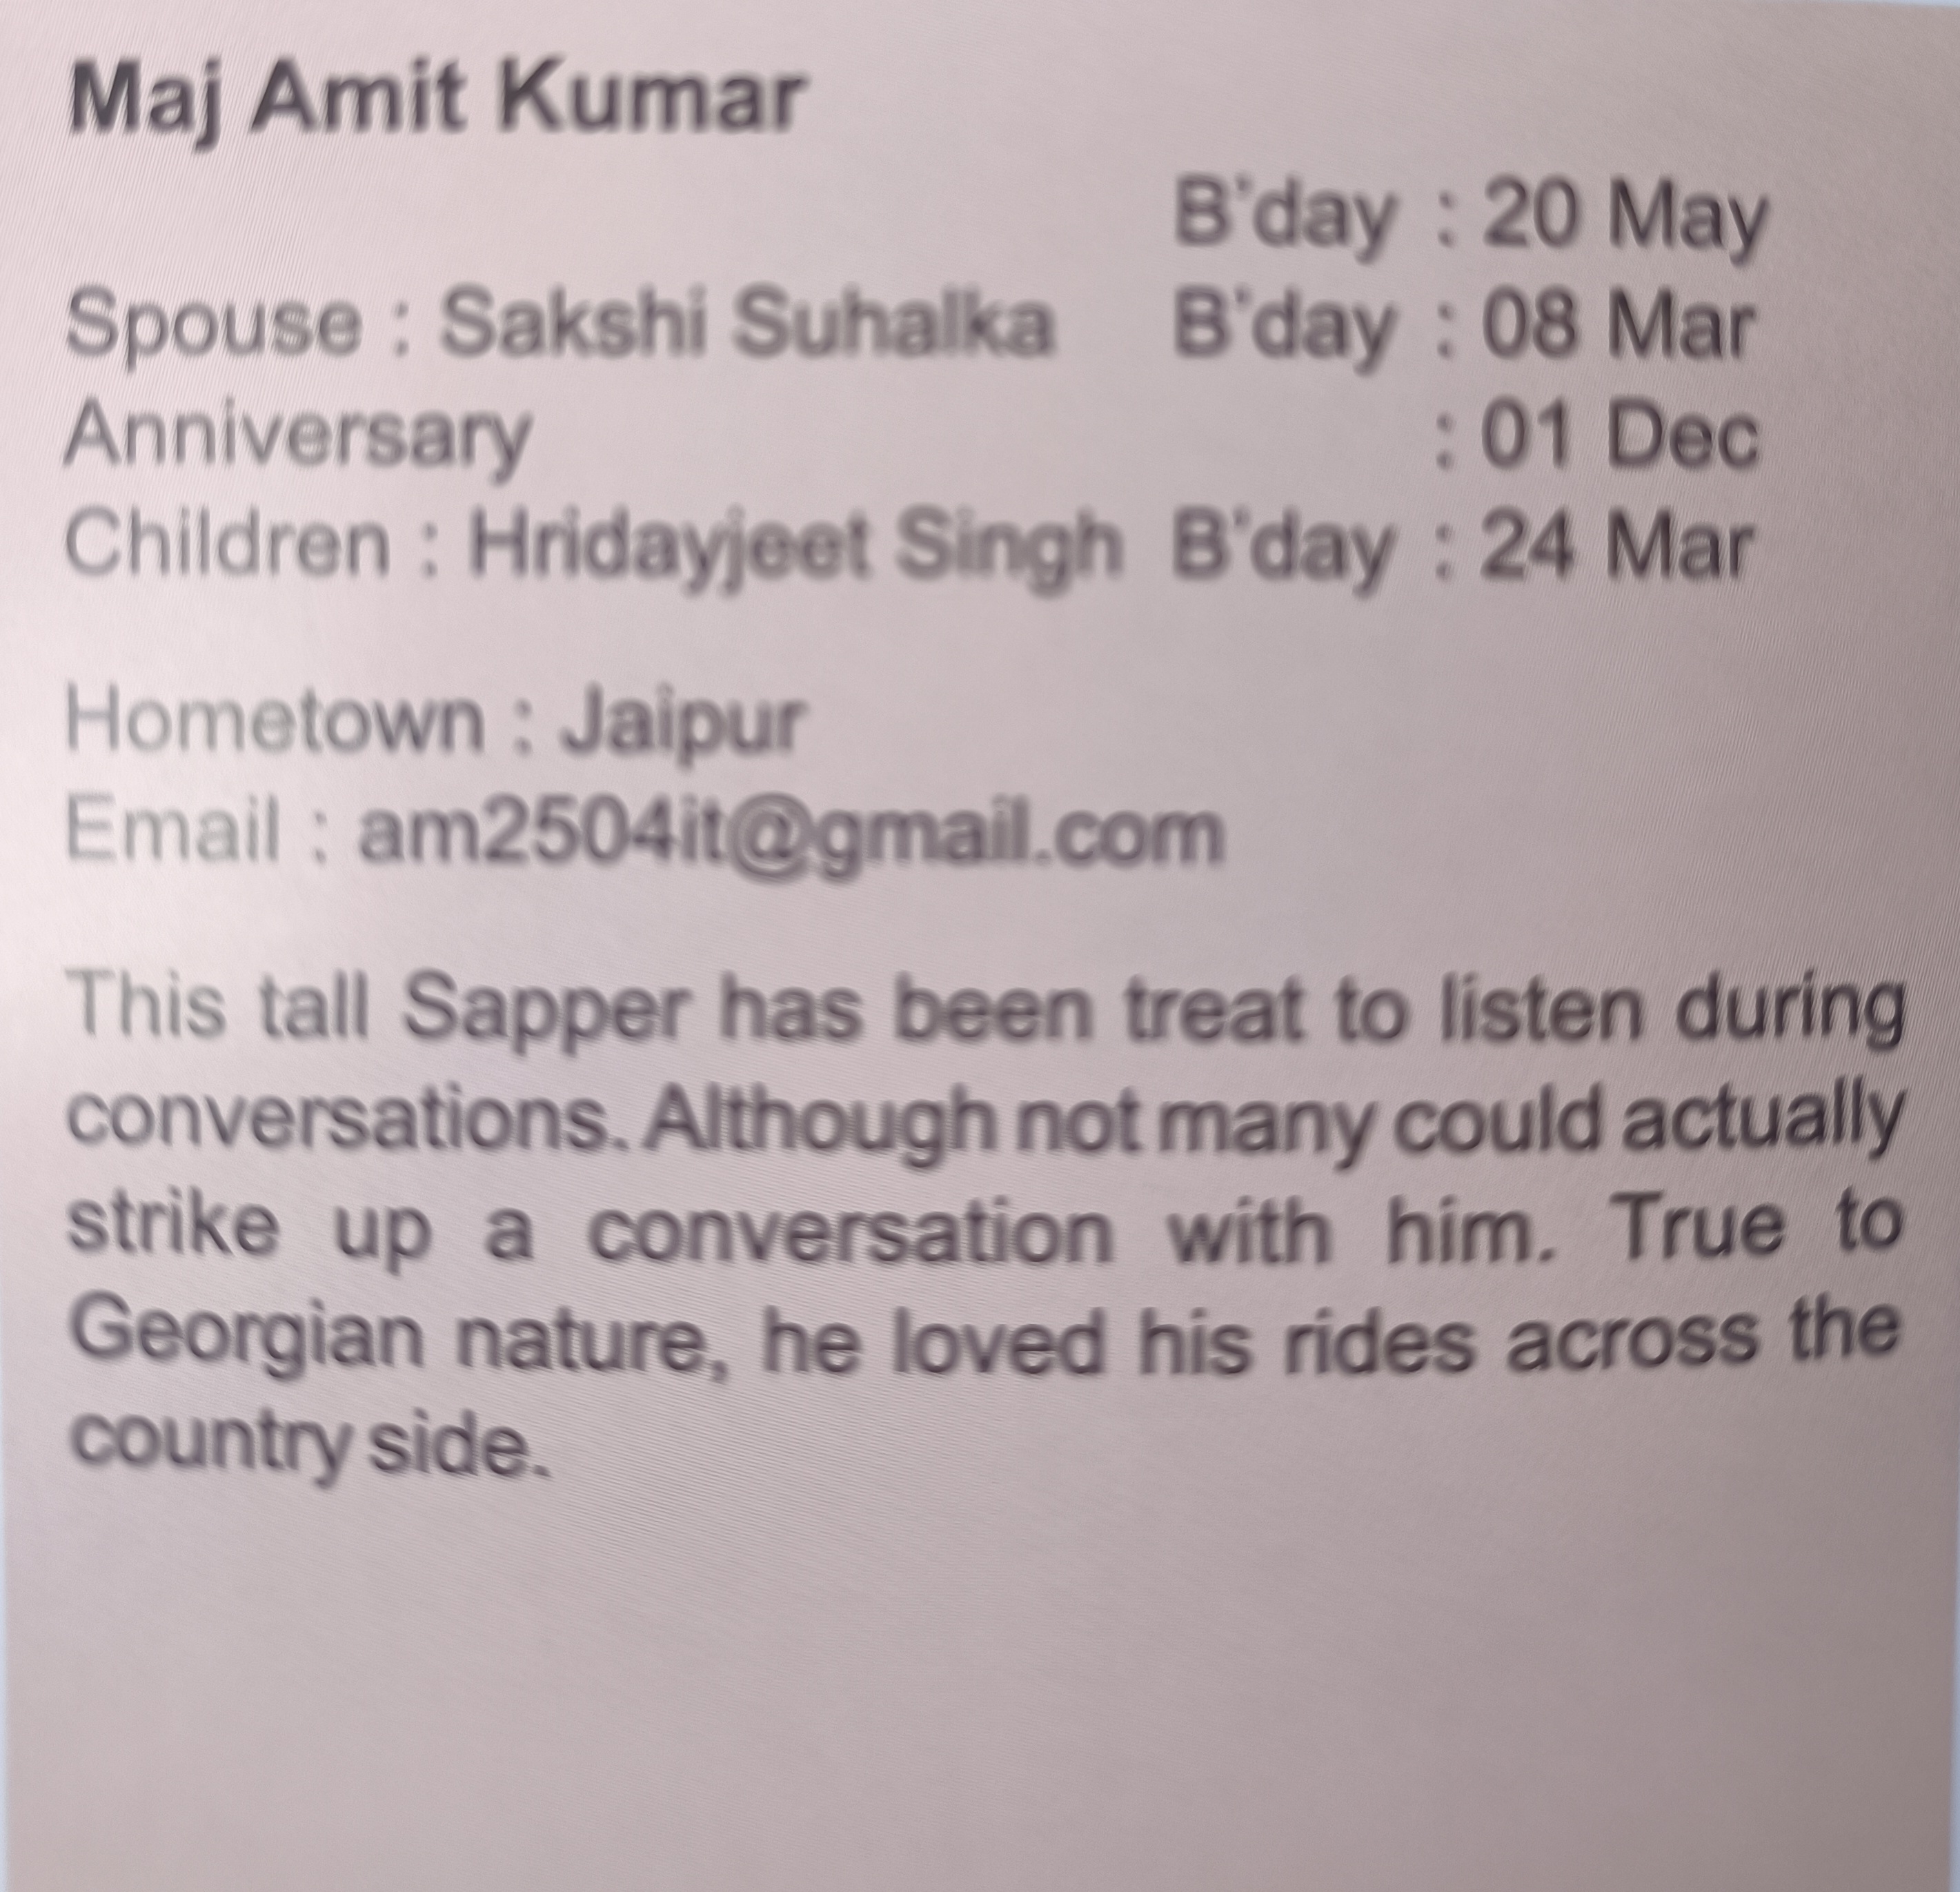 Maj Amit Kumar
B'day : 20 May
Spouse : Sakshi Suhalka B'day : 08 Mar
Anniversary : 01 Dec
Children : Hridayjeet Singh B'day : 24 Mar
Hometown : Jaipur
Email : am2504it@gmail.com
This tall Sapper has been treat to listen during
conversations. Although not many could actually
strike up a conversation with him. True to
Georgian nature, he loved his rides across the
country side.